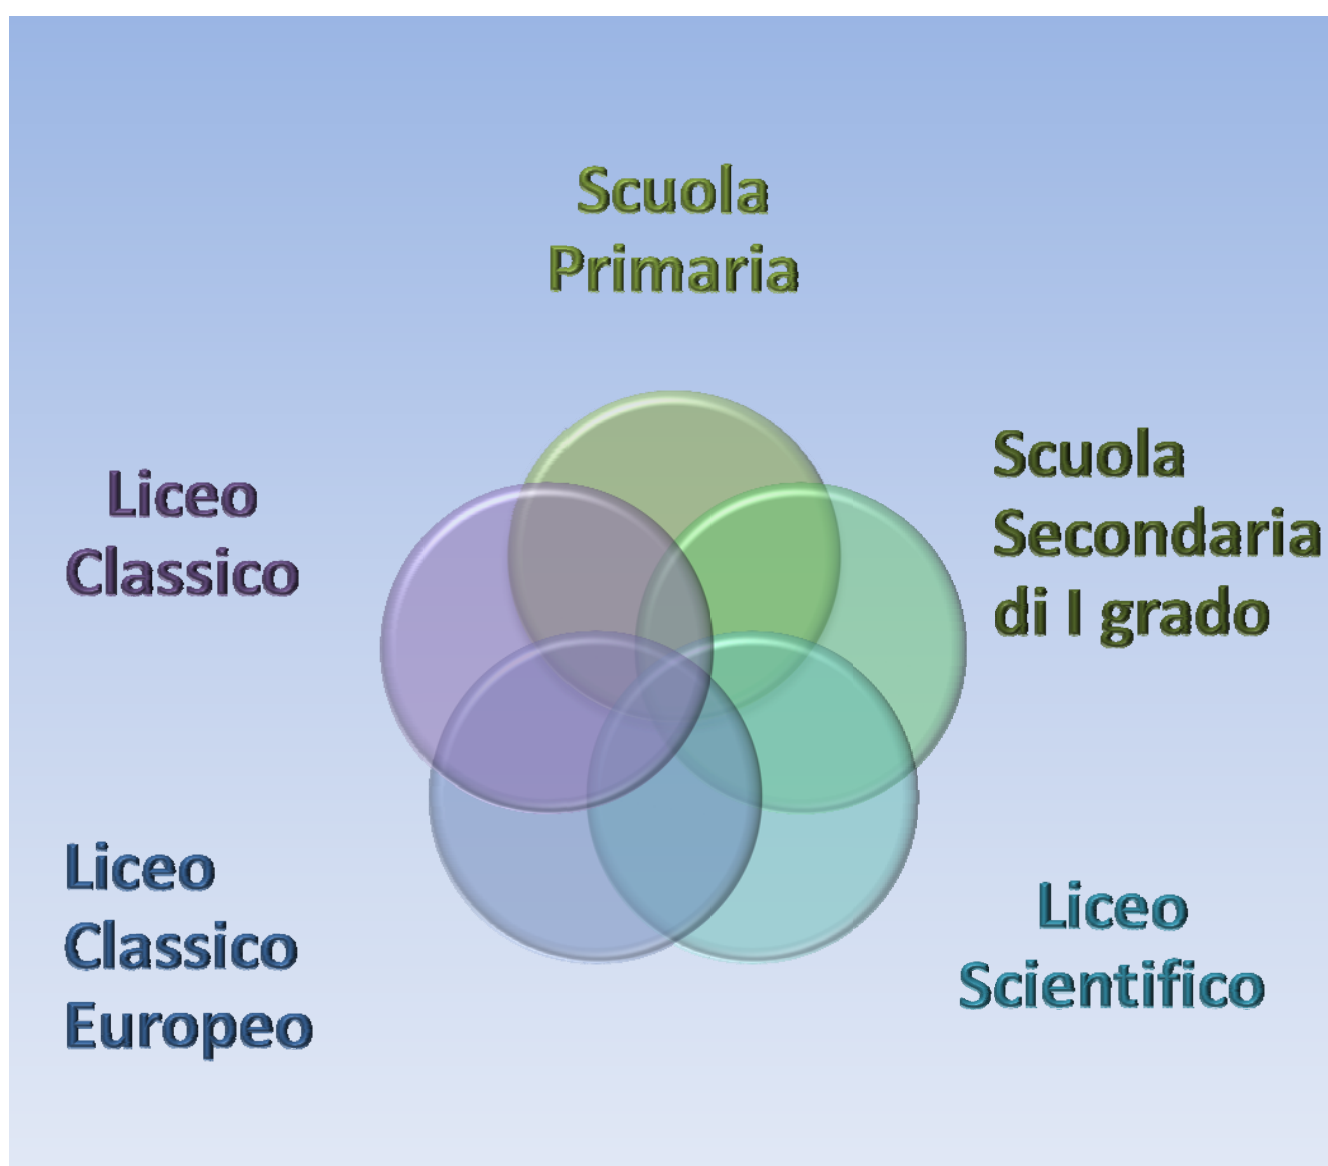 Scuola
Primaria
Liceo
Classico
Scuola
Secondaria
di I grado
Liceo
Classico
Europeo
Liceo
Scientifico